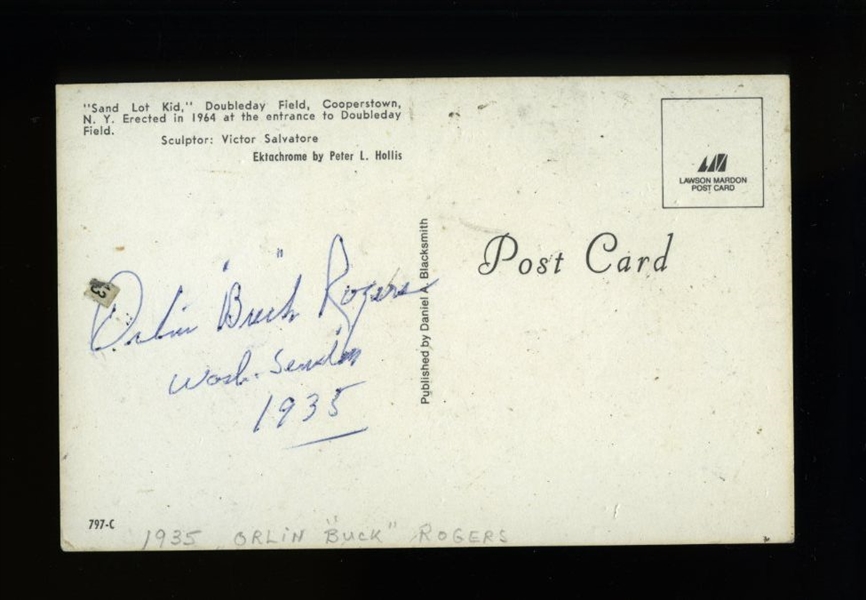 "Sand Lot Kid," Doubleday Field, Cooperstown,
N. Y. Erected in 1964 at the entrance to Doubleday
Field.
Sculptor: Victor Salvatore
Ektachrome by Peter L. Hollis
LAWSON MARDON
POST CARD
Post Card
Published by Daniel Blacksmith
13
Orlin "Buck" Rogers
Wash. Senators
1935
797-C
1935 ORLIN "BUCK" ROGERS